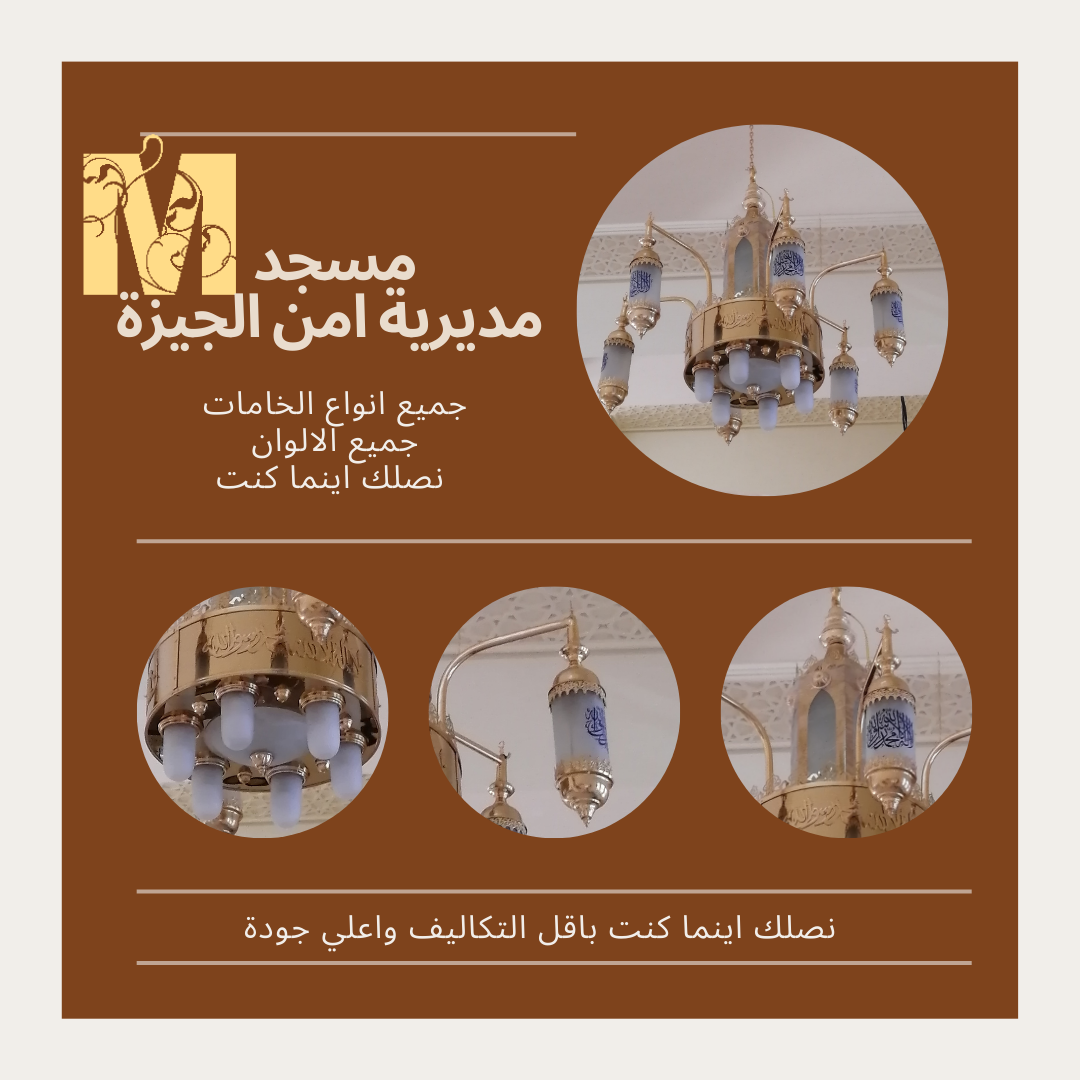 M
مسجد
مديرية امن الجيزة
جميع انواع الخامات
جميع الالوان
نصلك اينما كنت
نصلك اينما كنت باقل التكاليف واعلي جودة